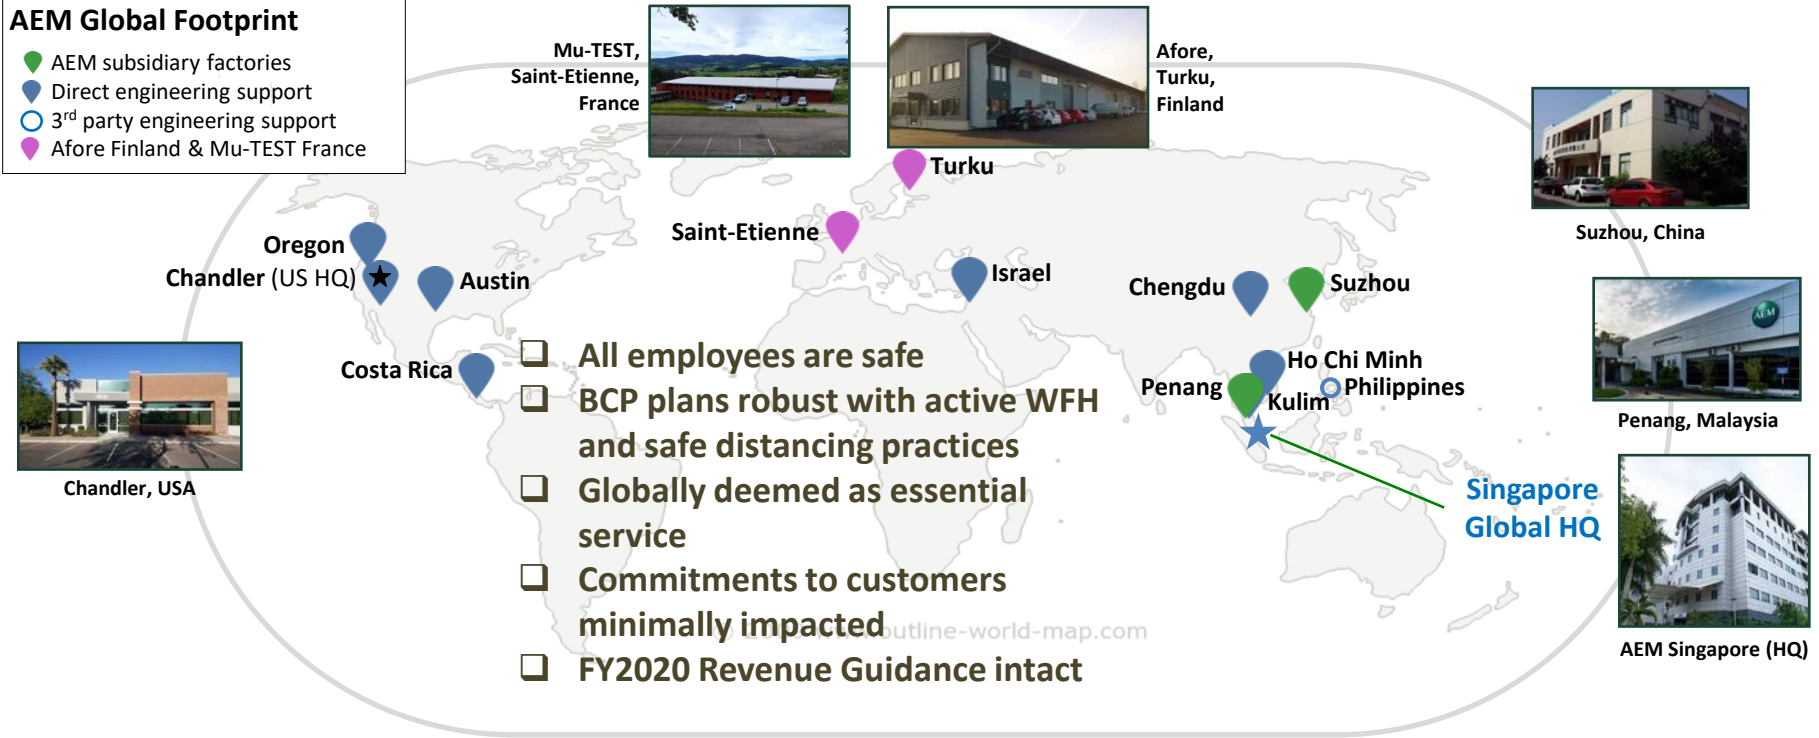 AEM Global Footprint
AEM subsidiary factories
Direct engineering support
3rd party engineering support
Afore Finland & Mu-TEST France
Mu-TEST,
Saint-Etienne,
France
Afore,
Turku,
Finland
Turku
Saint-Etienne
Oregon
Chandler (US HQ)
Austin
Israel
Chengdu
Suzhou
Costa Rica
Ho Chi Minh
Penang
Philippines
Kulim
Singapore
Global HQ
Suzhou, China
AEM
Penang, Malaysia
Chandler, USA
AEM Singapore (HQ)
All employees are safe
BCP plans robust with active WFH
and safe distancing practices
Globally deemed as essential
service
Commitments to customers
minimally impacted
outline-world-map.com
FY2020 Revenue Guidance intact